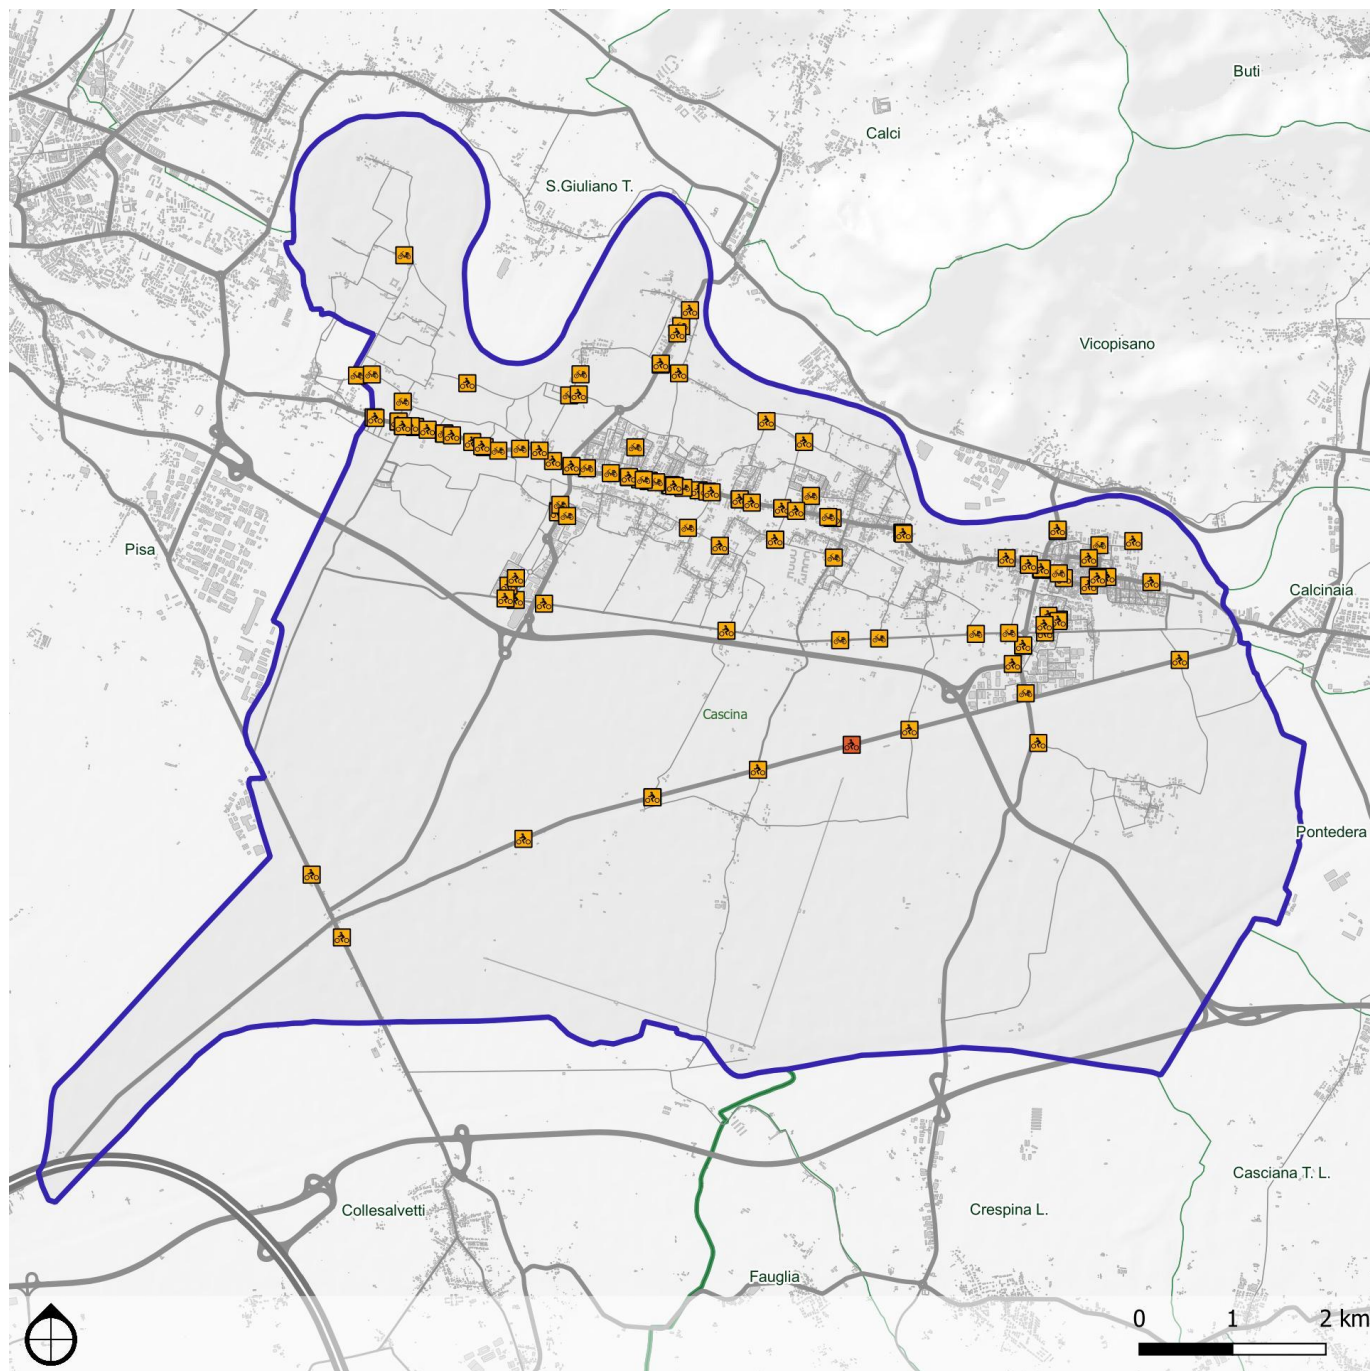 Buti
Calci
S.Giuliano T.
Vicopisano
Pisa
Calcinaia
Cascina
Pontedera
Casciana T. L.
Collesalvetti
Crespina L.
Fauglia
0 1 2 km